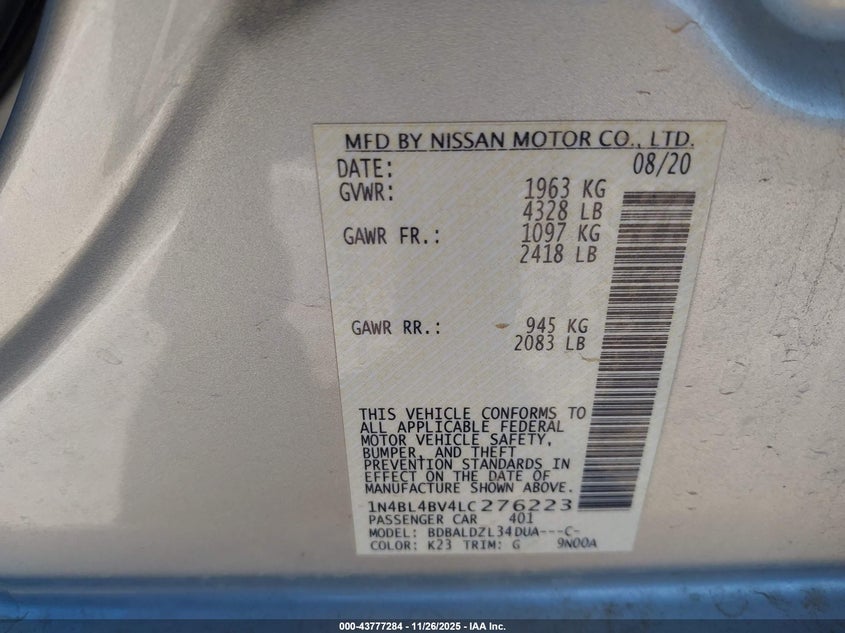 MFD BY NISSAN MOTOR CO., LTD.
DATE: 08/20
GVWR: 1963 KG
4328 LB
GAWR FR.: 1097 KG
2418 LB
GAWR RR.: 945 KG
2083 LB
THIS VEHICLE CONFORMS TO
ALL APPLICABLE FEDERAL
MOTOR VEHICLE SAFETY,
BUMPER, AND THEFT
PREVENTION STANDARDS IN
EFFECT ON THE DATE OF
MANUFACTURE SHOWN ABOVE.
1N4BL4BV4LC276223
PASSENGER CAR 401
MODEL: BDBALDZL34DUA---C-
COLOR: K23 TRIM: G 9N00A
000-43777284 | 11/26/2025 - IAA Inc.